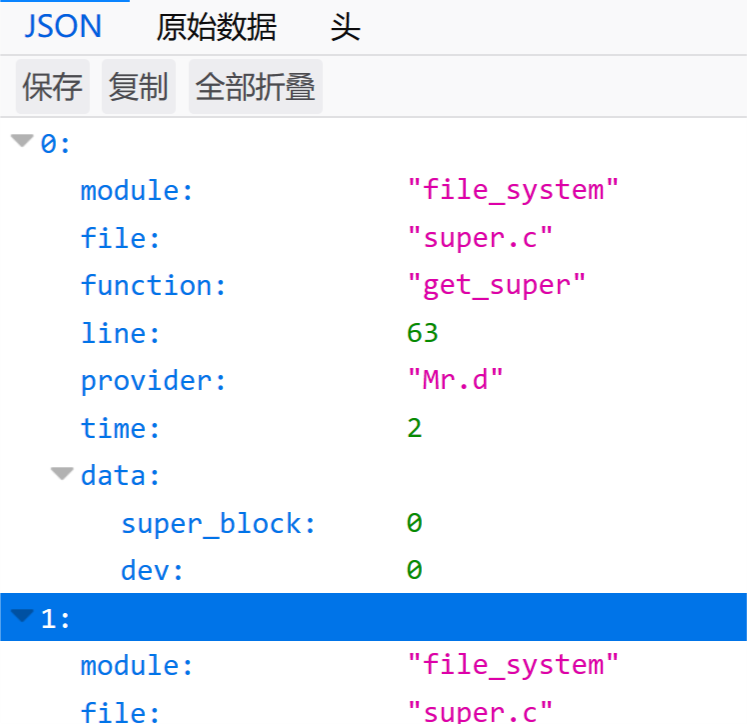 JSON 原始数据 头
保存 复制 全部折叠
0:
module: "file_system"
file: "super.c"
function: "get_super"
line: 63
provider: "Mr.d"
time: 2
data:
super_block: 0
dev: 0
1:
module: "file_system"
file: "super.c"